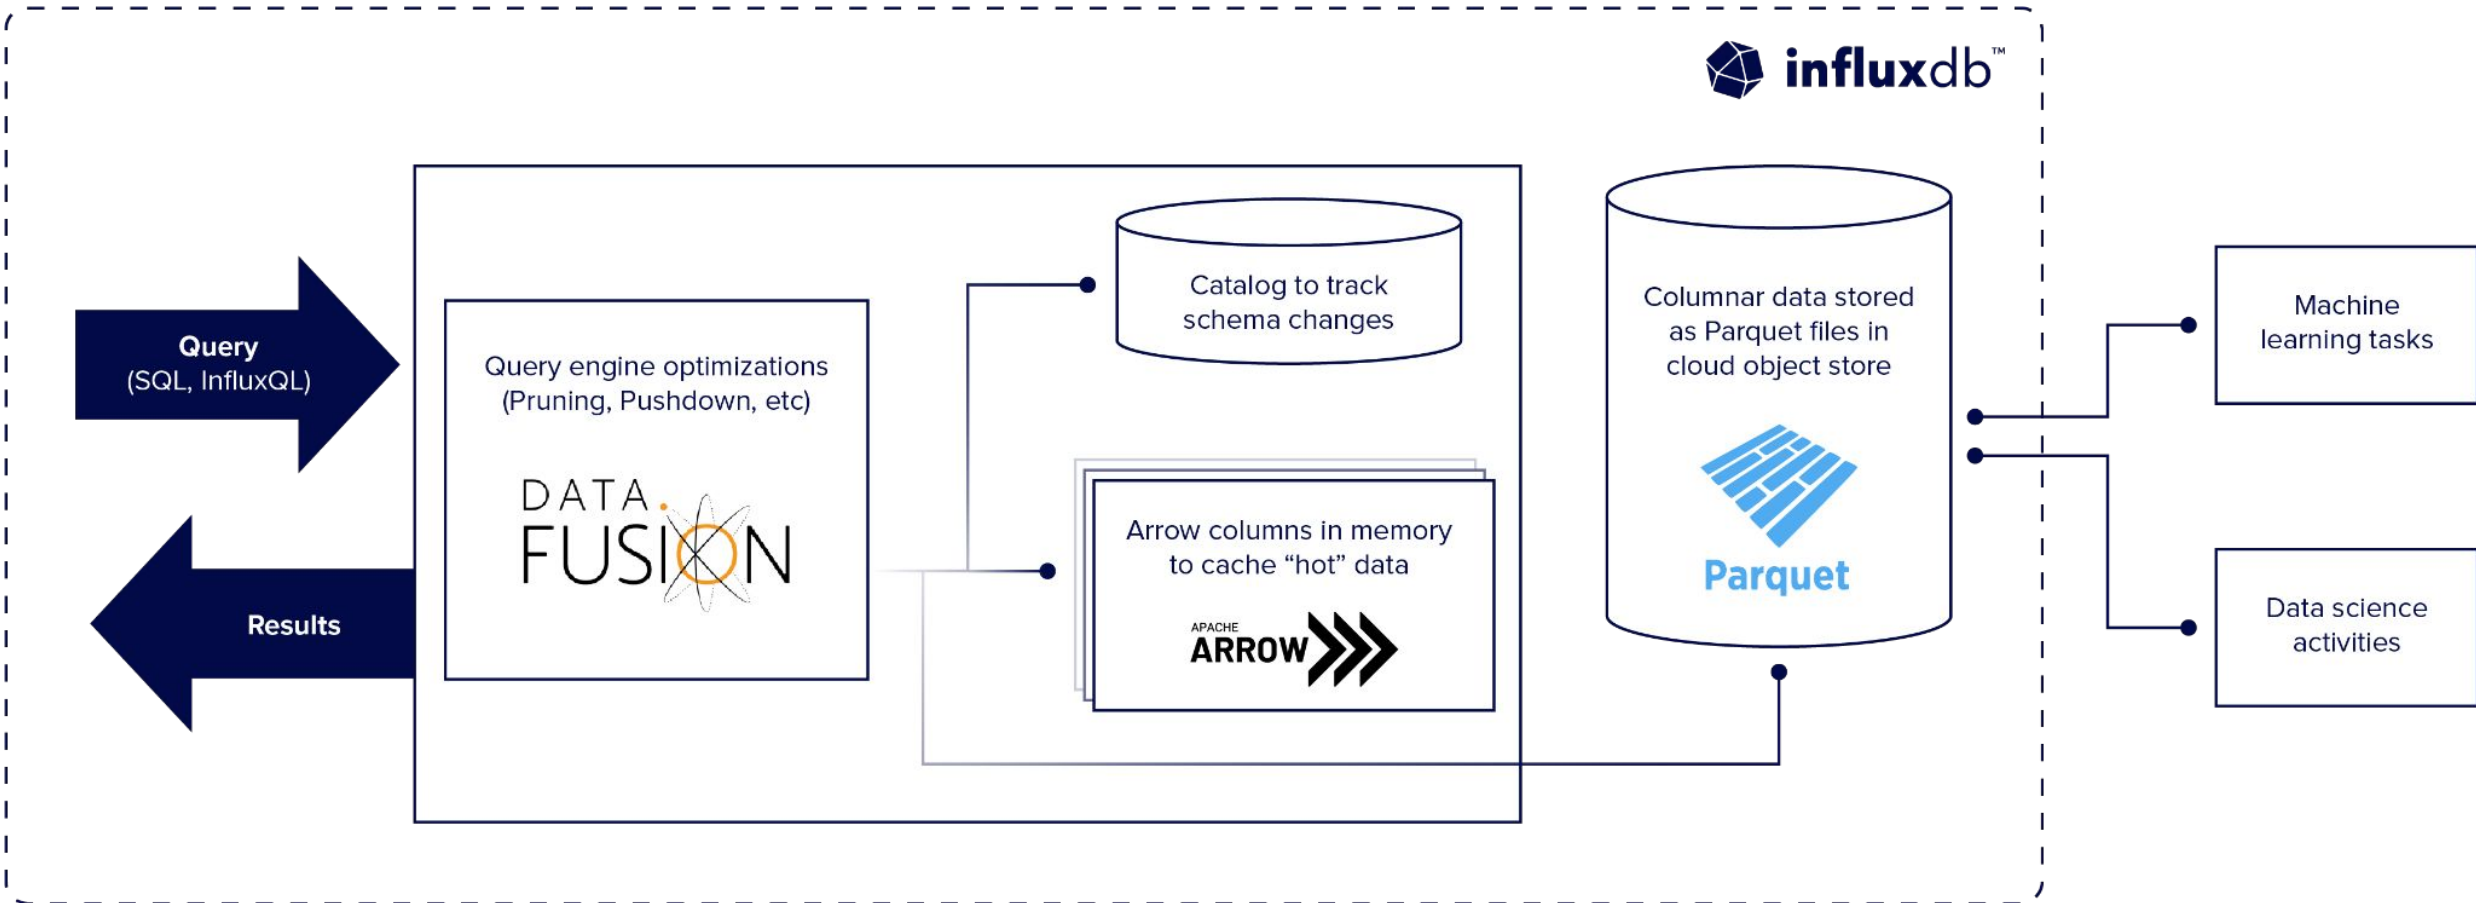 influxdb™
Query
(SQL, InfluxQL)
Results
Query engine optimizations
(Pruning, Pushdown, etc)
DATA
FUSION
Catalog to track
schema changes
Arrow columns in memory
to cache “hot” data
APACHE
ARROW
Columnar data stored
as Parquet files in
cloud object store
Parquet
Machine
learning tasks
Data science
activities